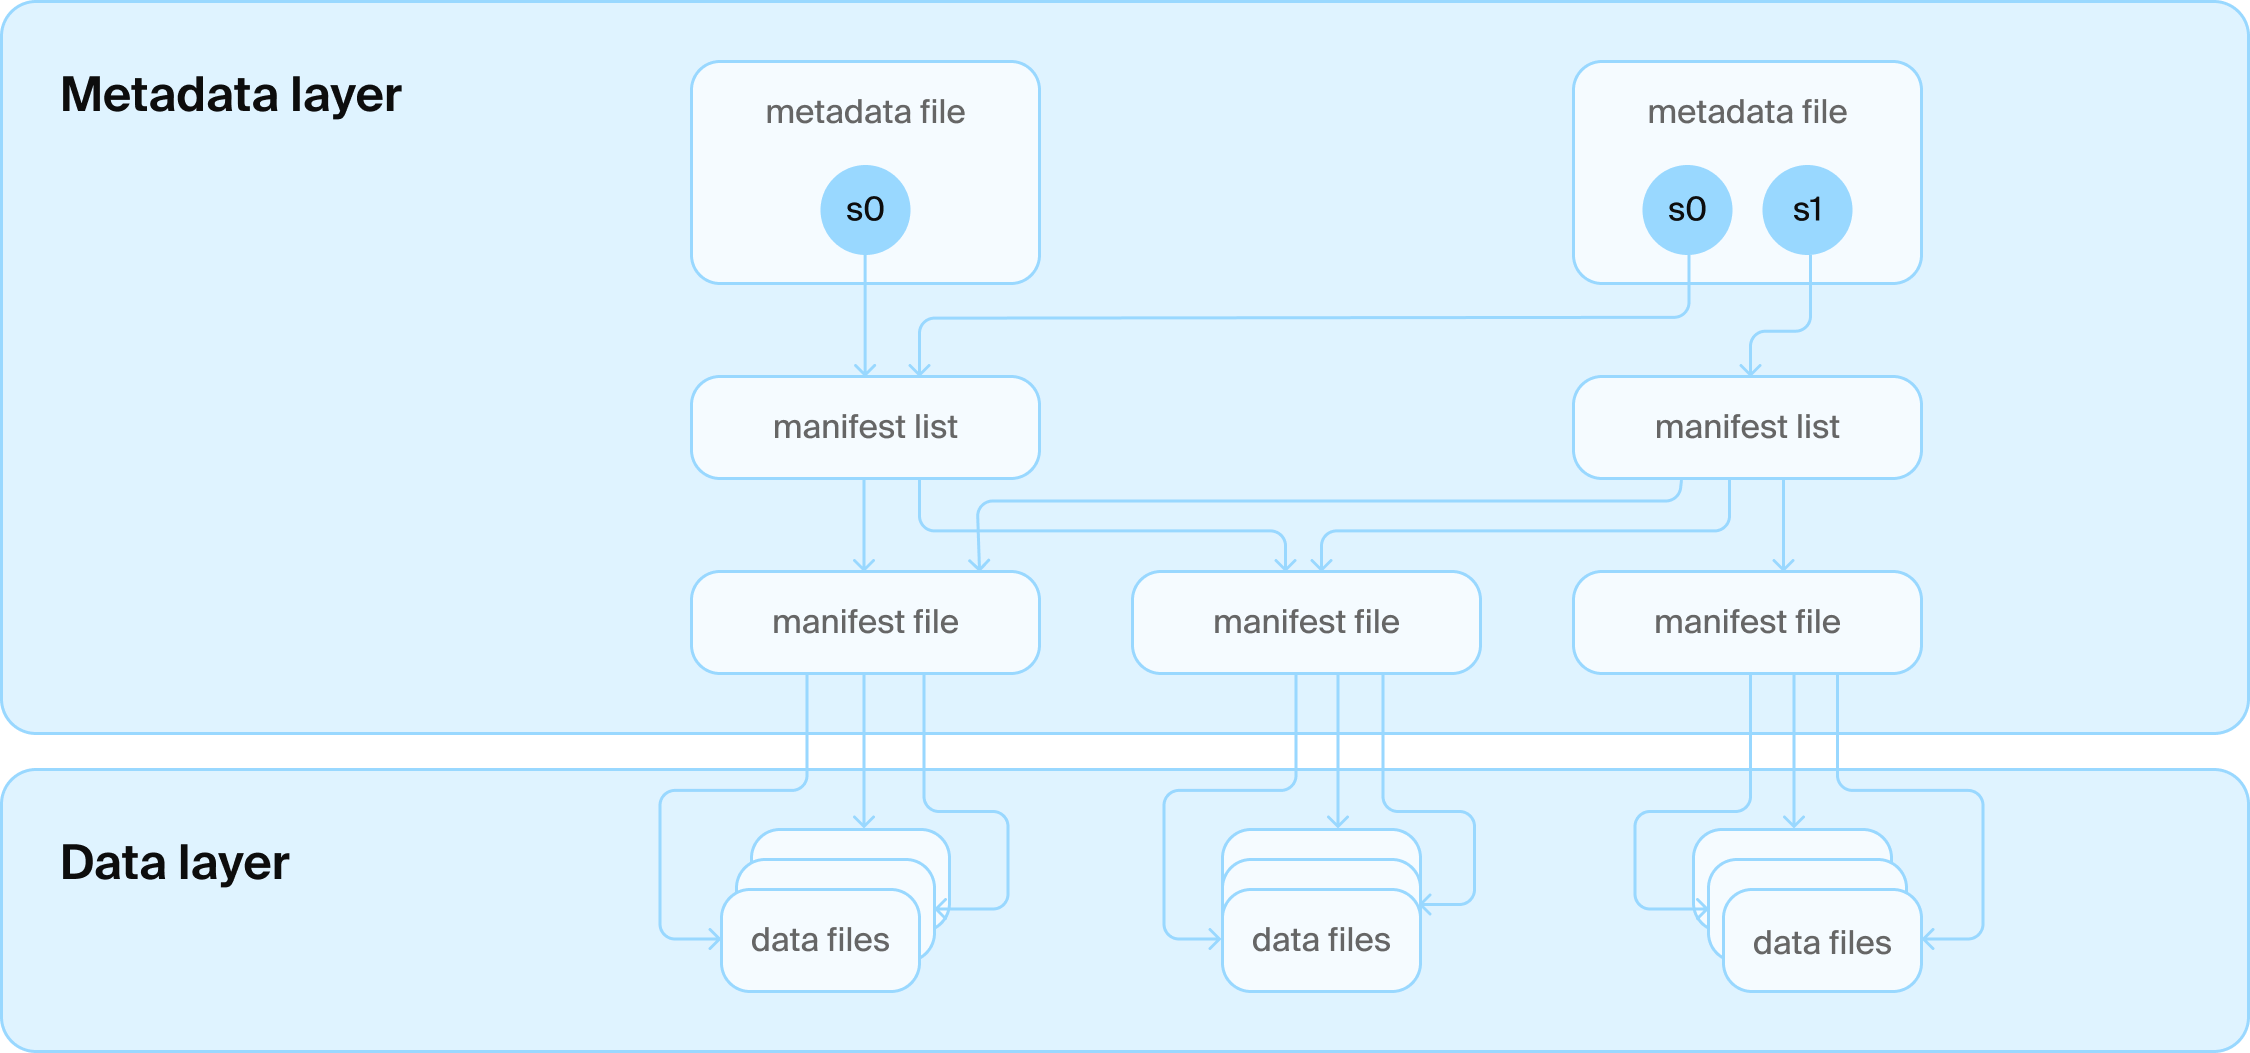 Metadata layer
metadata file
metadata file
s0
s0
s1
manifest list
manifest list
manifest file
manifest file
manifest file
Data layer
data files
data files
data files